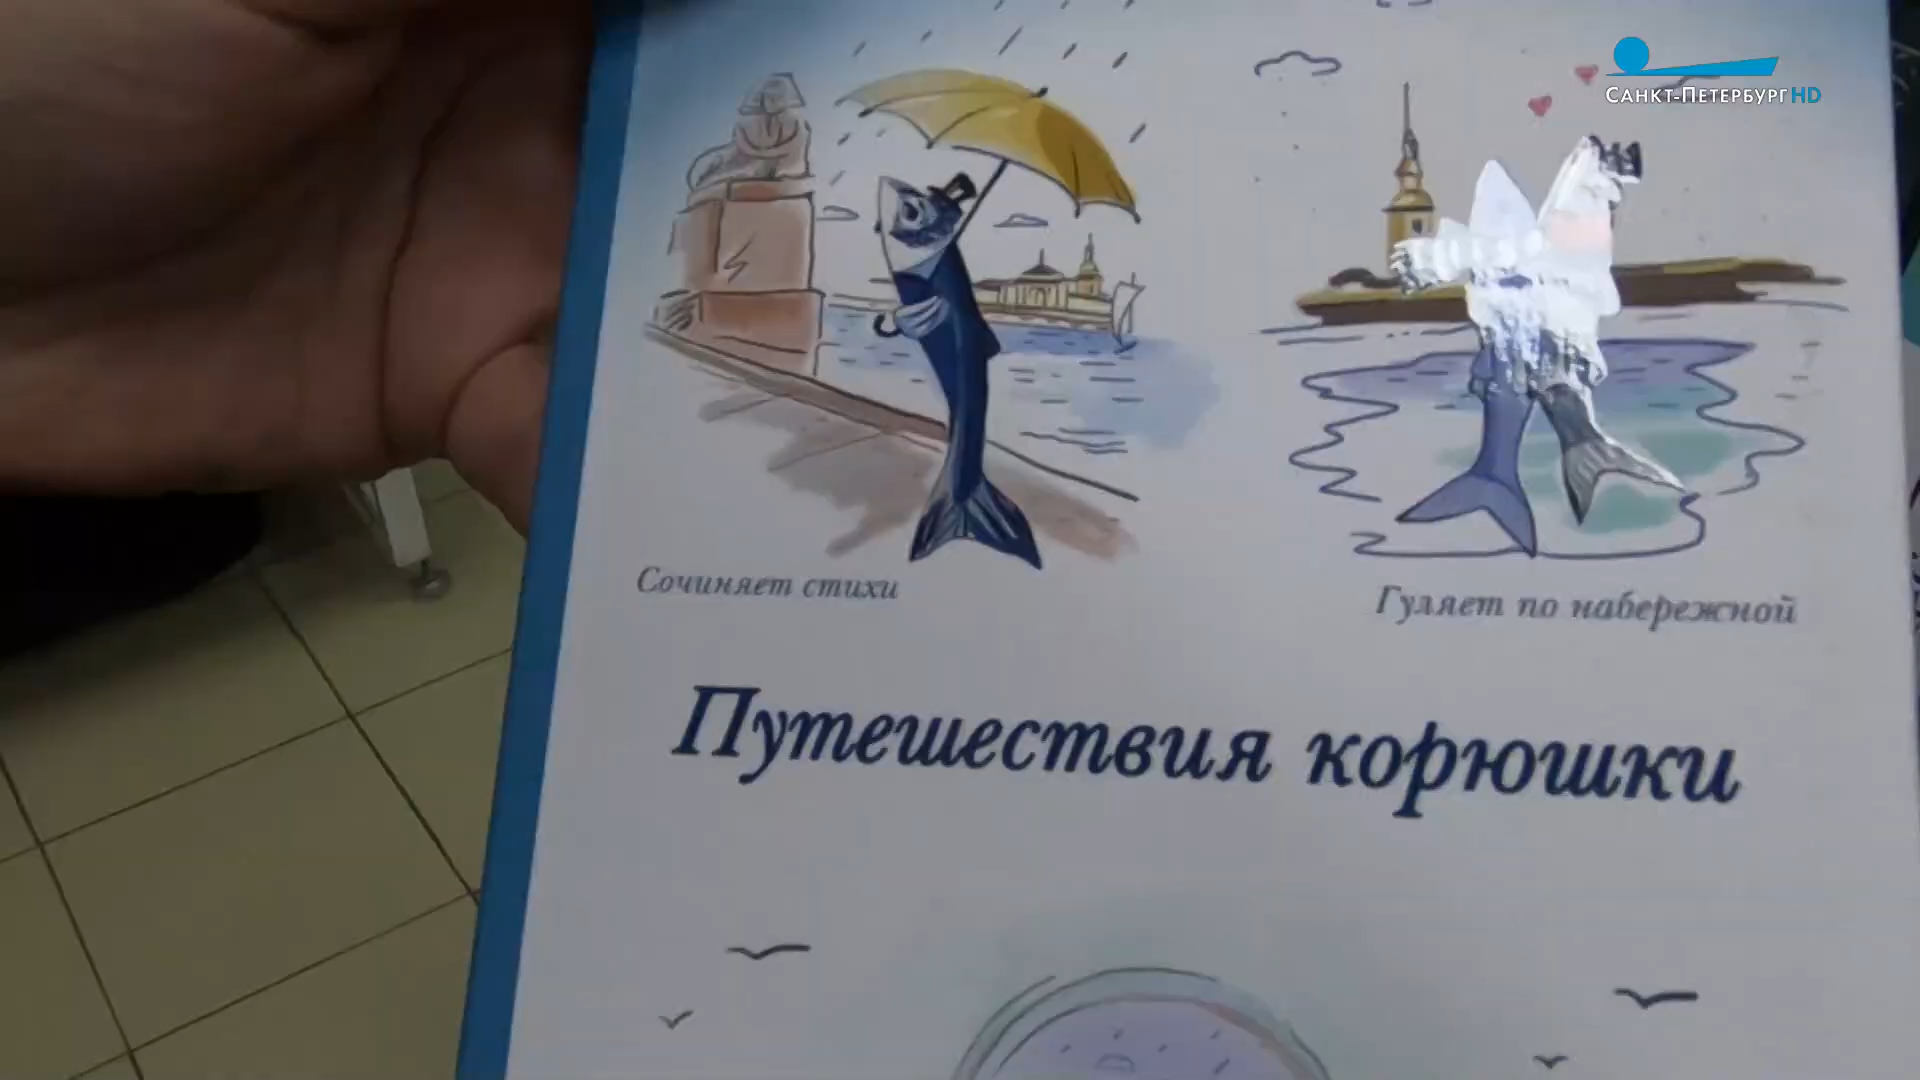 Санкт-Петербург HD
Сочиняет стихи
Гуляет по набережной
Путешествия корюшки